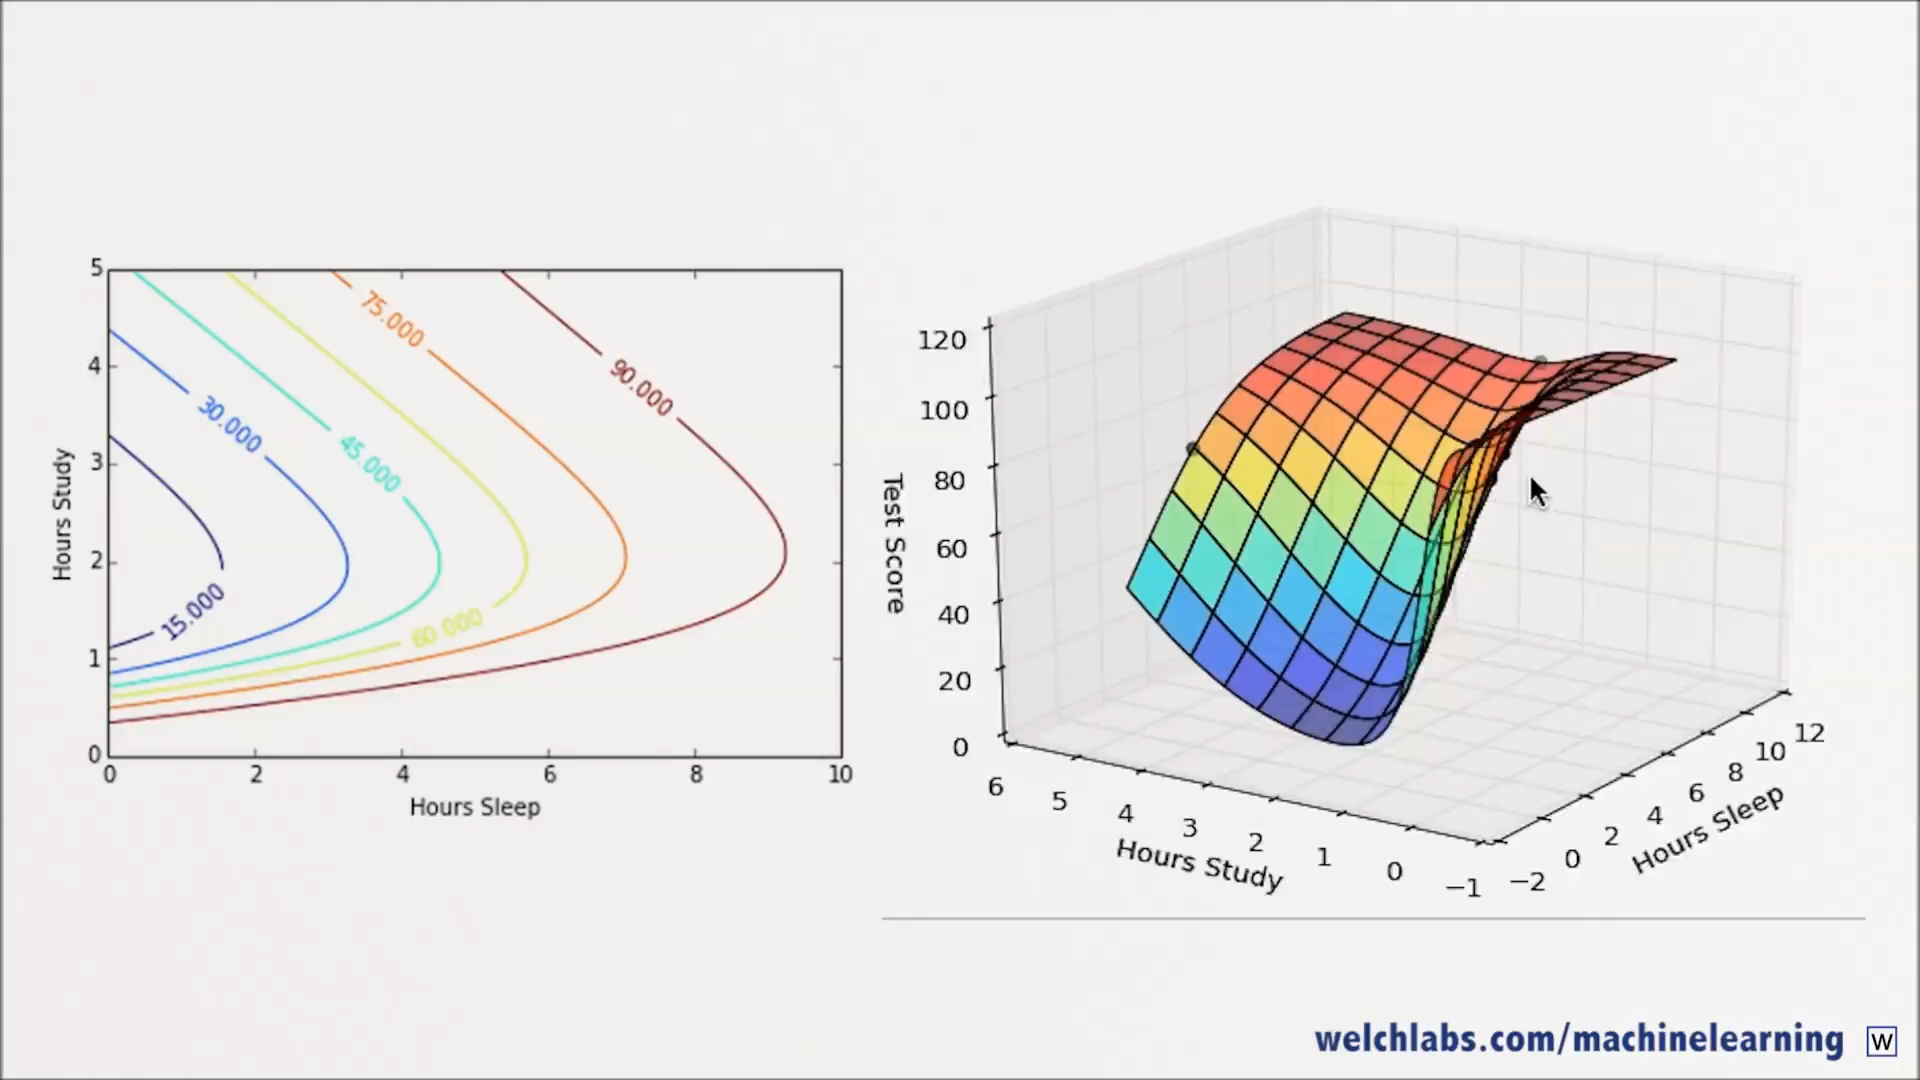 5
4
3
2
1
0
Hours Study
75.000
90.000
30.000
45.000
60.000
15.000
0 2 4 6 8 10
Hours Sleep
120
100
80
60
40
20
0
Test Score
6 5 4 3 2 1 0 −1
Hours Study
−2 0 2 4 6 8 10 12
Hours Sleep
welchlabs.com/machinelearning W